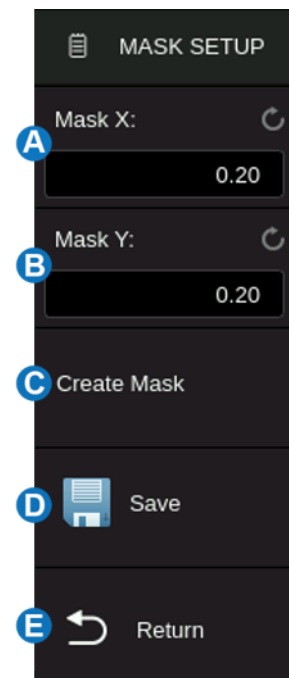 MASK SETUP
Mask X:
A
0.20
Mask Y:
B
0.20
C Create Mask
D Save
E Return